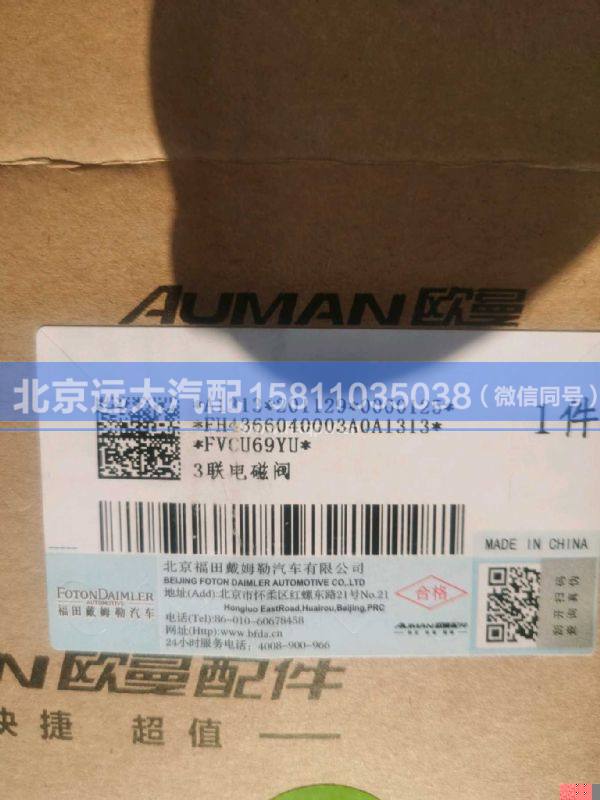 AUMAN 欧曼
北京远大汽配15811035038（微信同号）
*FH4366040003A0A1313*
1件
*FVCU69YU*
3联电磁阀
MADE IN CHINA
FOTONDAIMLER
AUTOMOTIVE
福田戴姆勒汽车
北京福田戴姆勒汽车有限公司
BEIJING FOTON DAIMLER AUTOMOTIVE CO.,LTD
地址(Add):北京市怀柔区红螺东路21号No.21
Hongluo EastRoad,Huairou,Beijing,PRC
电话(Tel):86-010-60678458
网址(Http):www.bfda.cn
24小时服务电话：4008-900-966
合格
AUMAN 欧曼
N 欧曼配件
快捷 超值